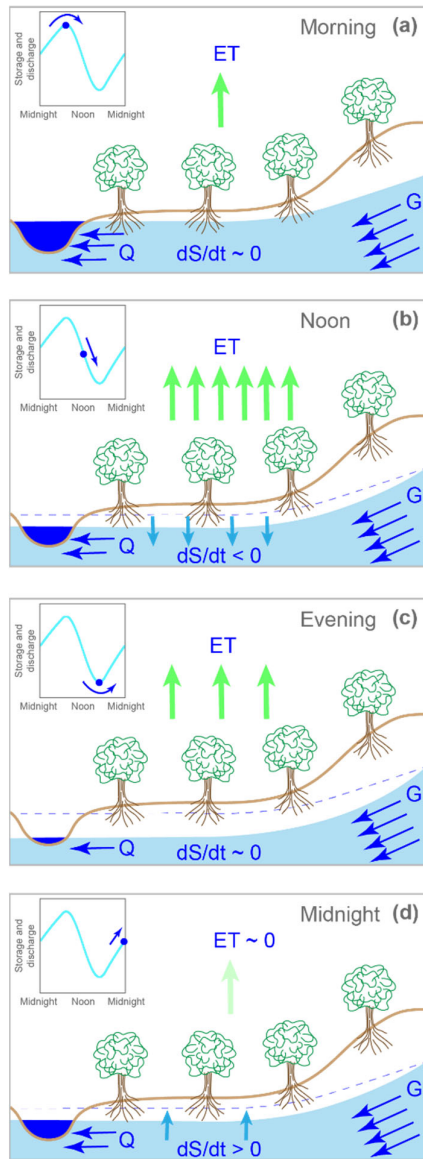 Morning (a)
Storage and
discharge
Midnight Noon Midnight
ET
G
Q
dS/dt ~ 0
Noon (b)
Storage and
discharge
Midnight Noon Midnight
ET
G
Q
dS/dt < 0
Evening (c)
Storage and
discharge
Midnight Noon Midnight
ET
G
Q
dS/dt ~ 0
Midnight (d)
Storage and
discharge
Midnight Noon Midnight
ET ~ 0
G
Q
dS/dt > 0